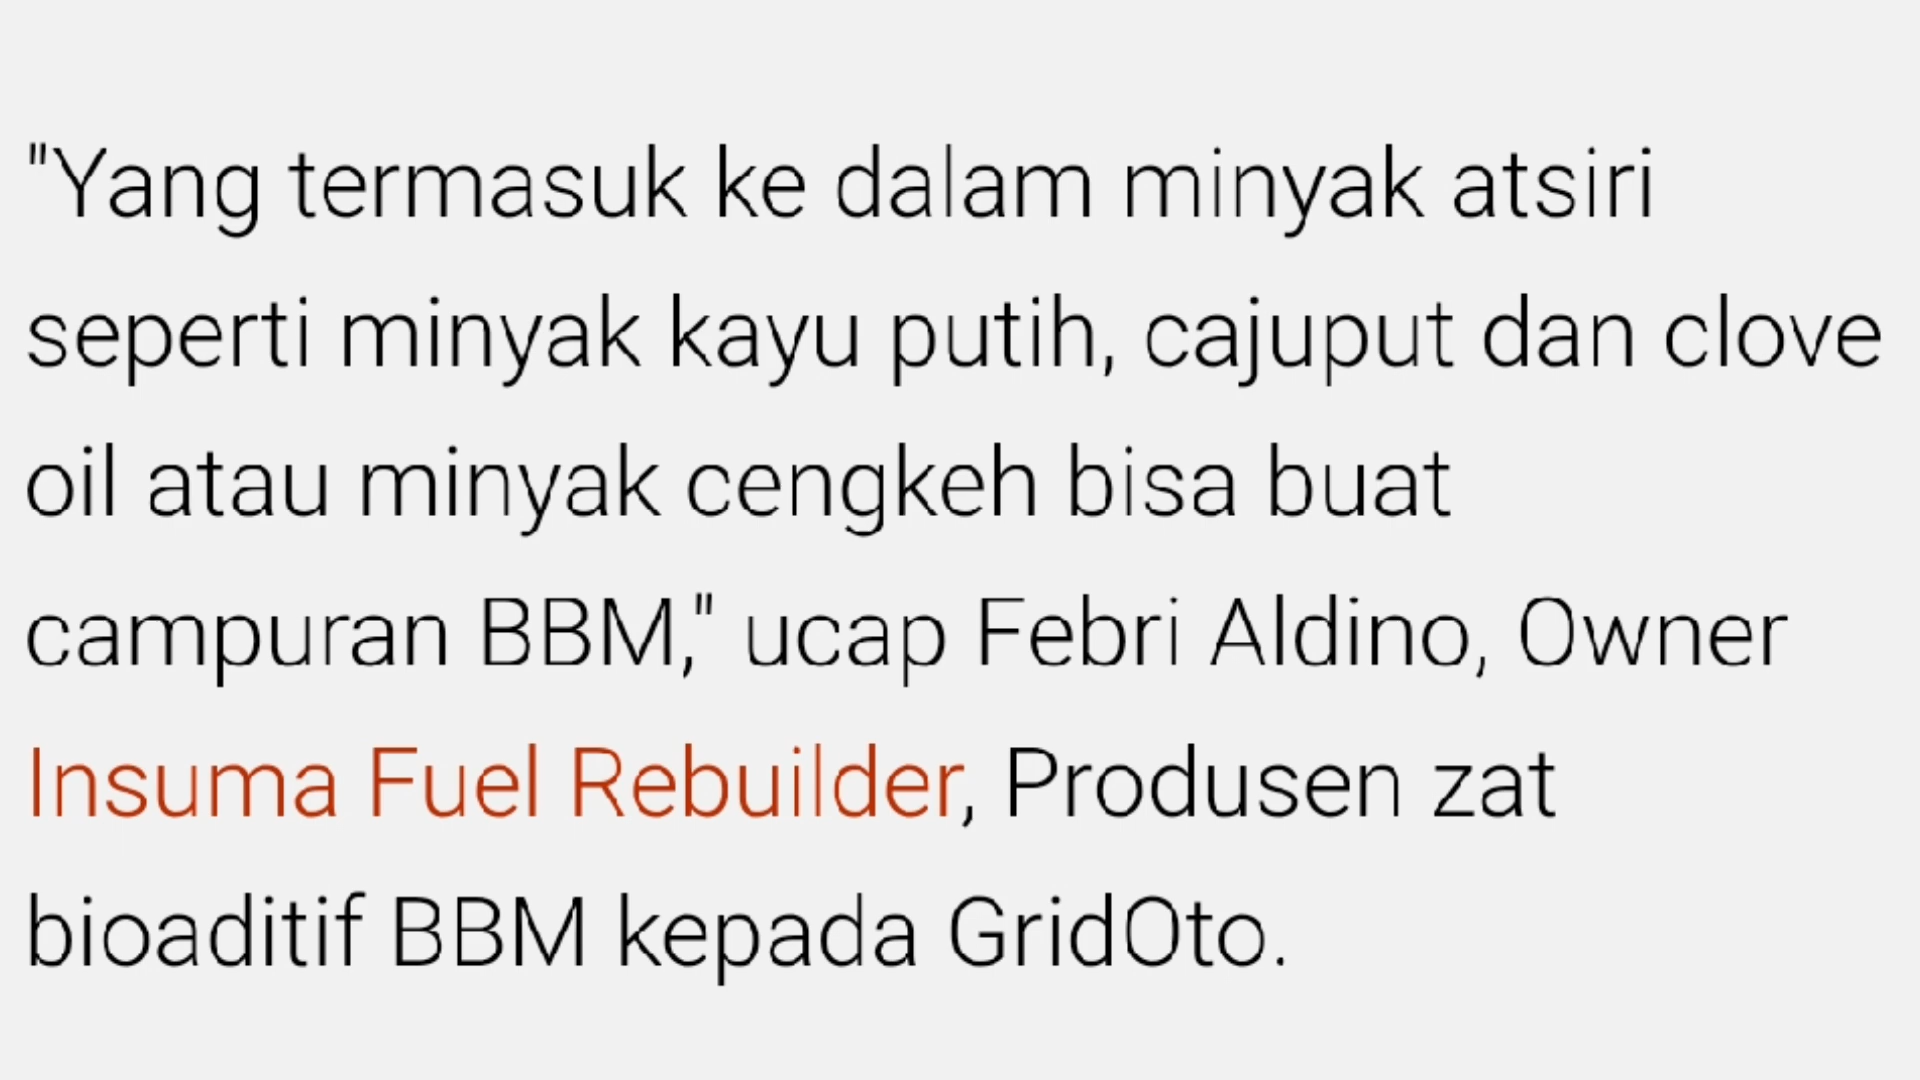 "Yang termasuk ke dalam minyak atsiri
seperti minyak kayu putih, cajuput dan clove
oil atau minyak cengkeh bisa buat
campuran BBM," ucap Febri Aldino, Owner
Insuma Fuel Rebuilder, Produsen zat
bioaditif BBM kepada GridOto.